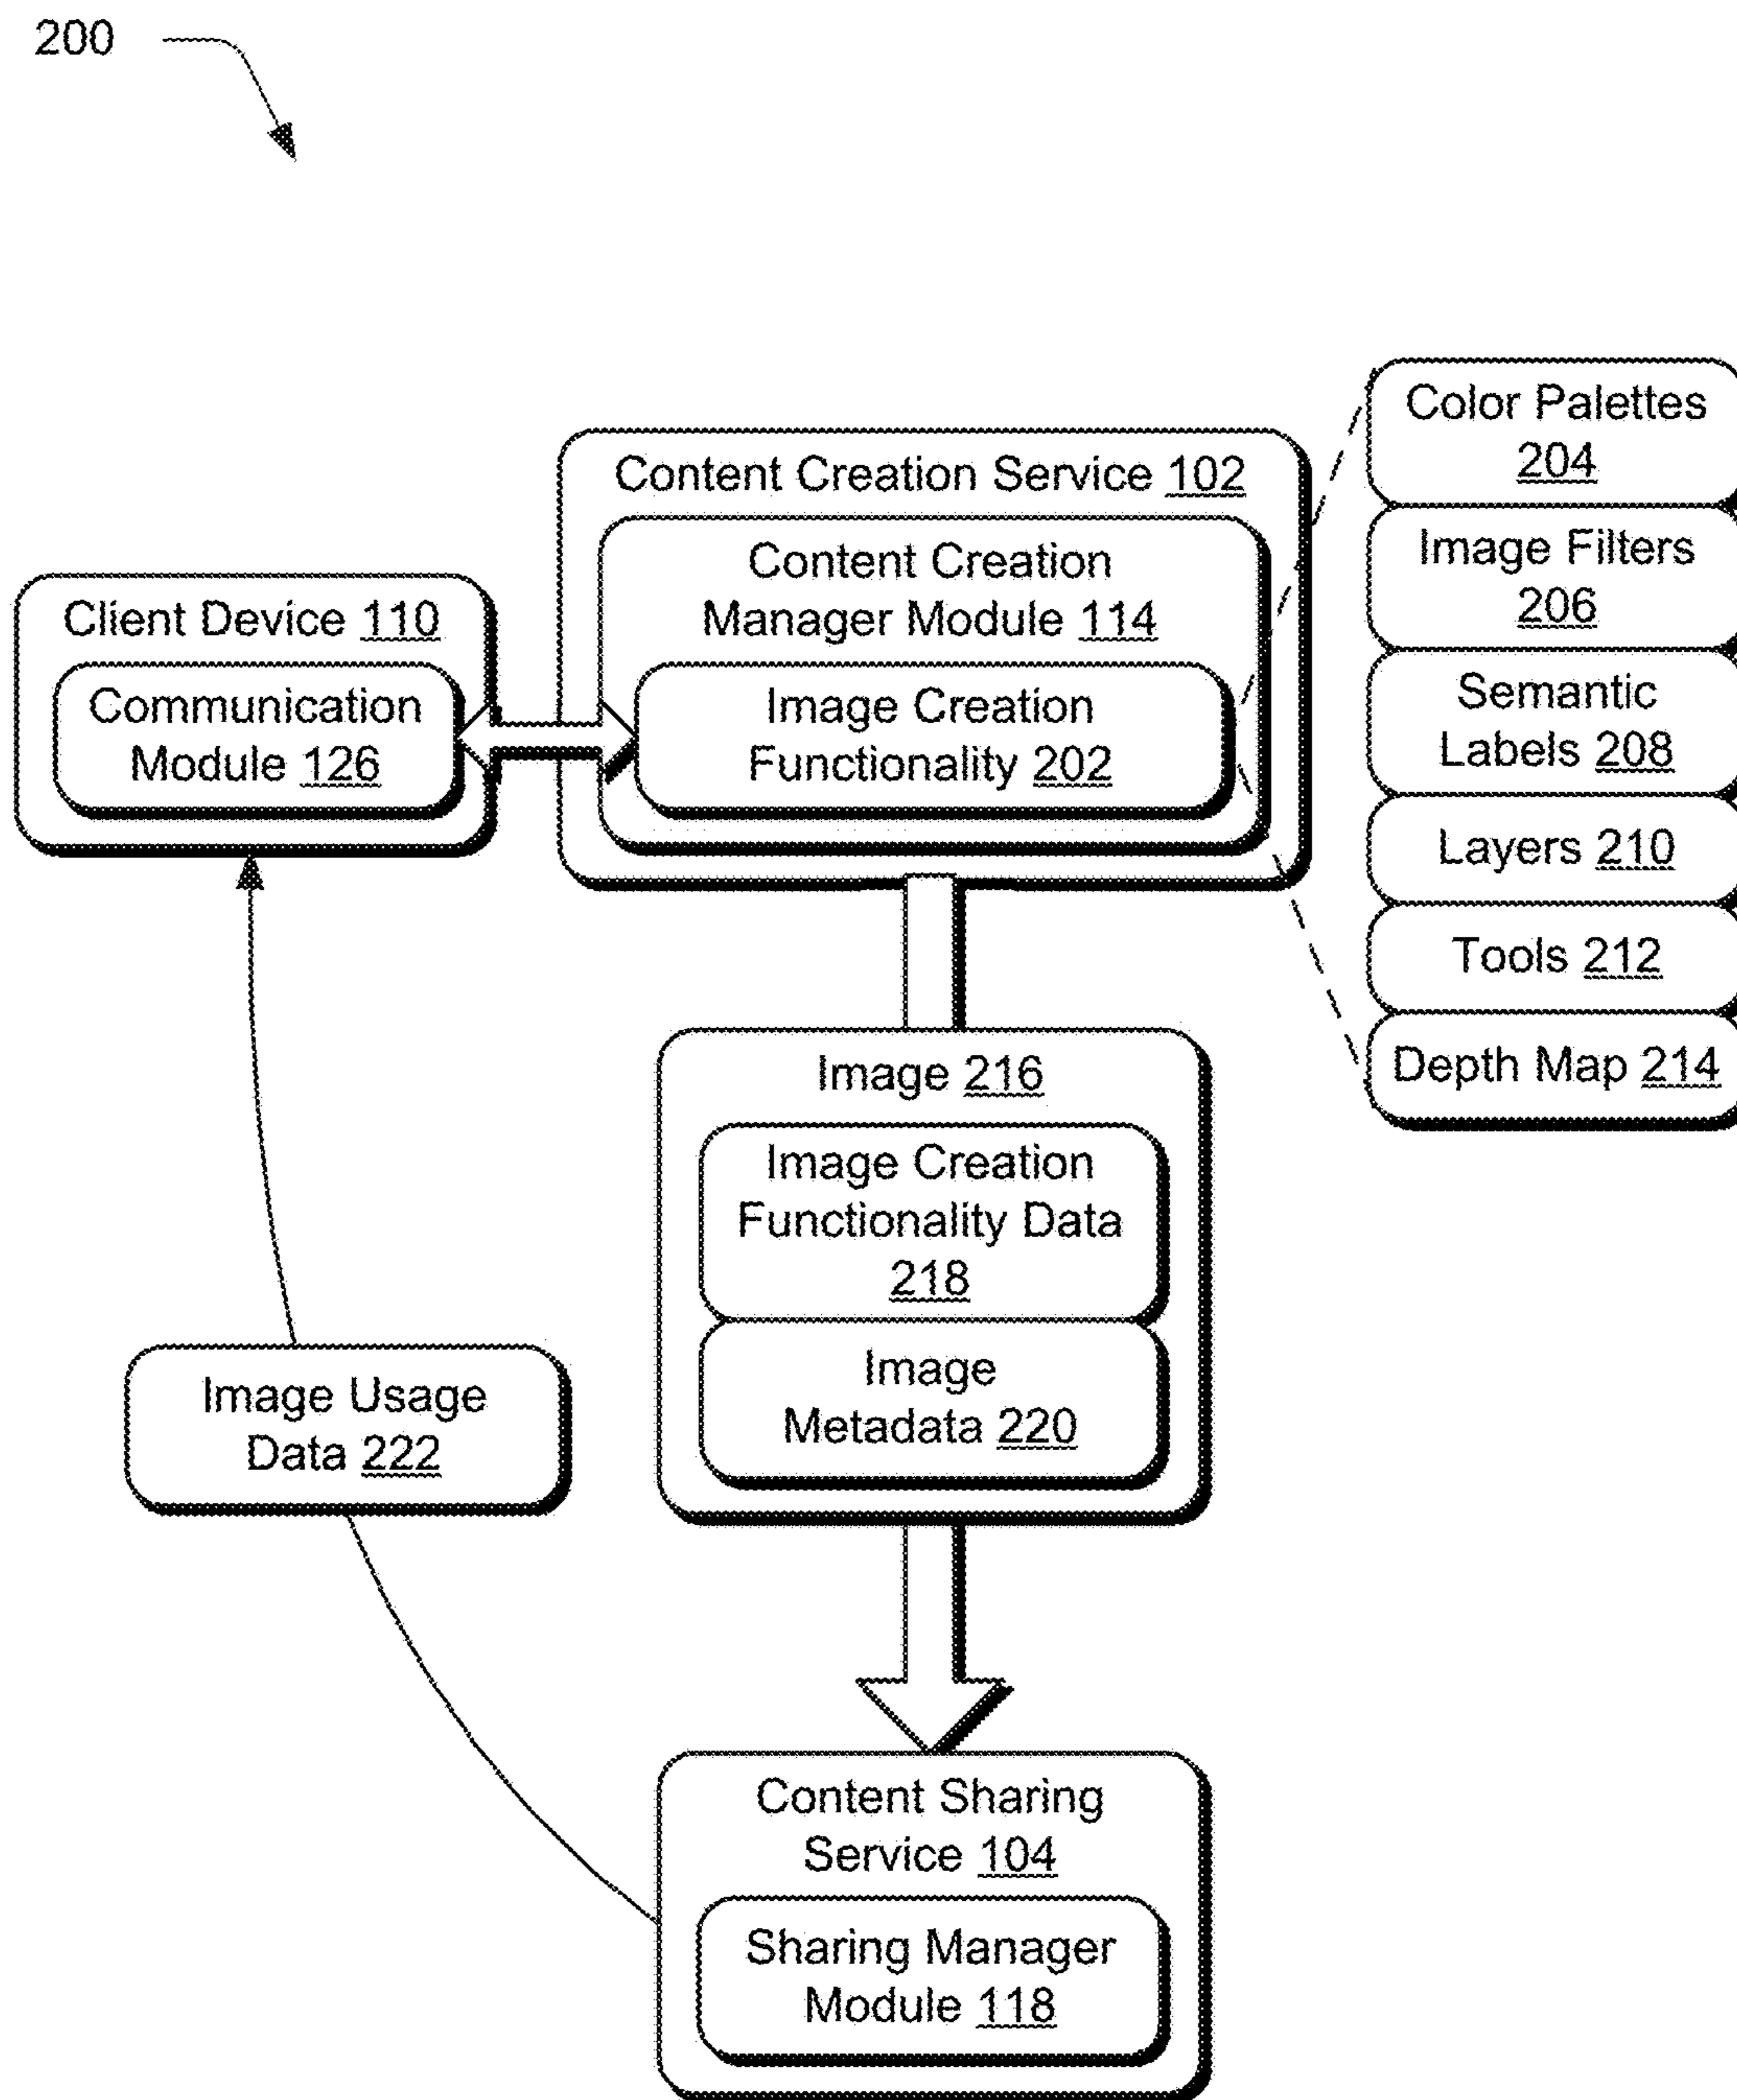 200
Color Palettes
204
Image Filters
206
Semantic
Labels 208
Layers 210
Tools 212
Depth Map 214
Content Creation Service 102
Content Creation
Manager Module 114
Image Creation
Functionality 202
Client Device 110
Communication
Module 126
Image 216
Image Creation
Functionality Data
218
Image
Metadata 220
Image Usage
Data 222
Content Sharing
Service 104
Sharing Manager
Module 118